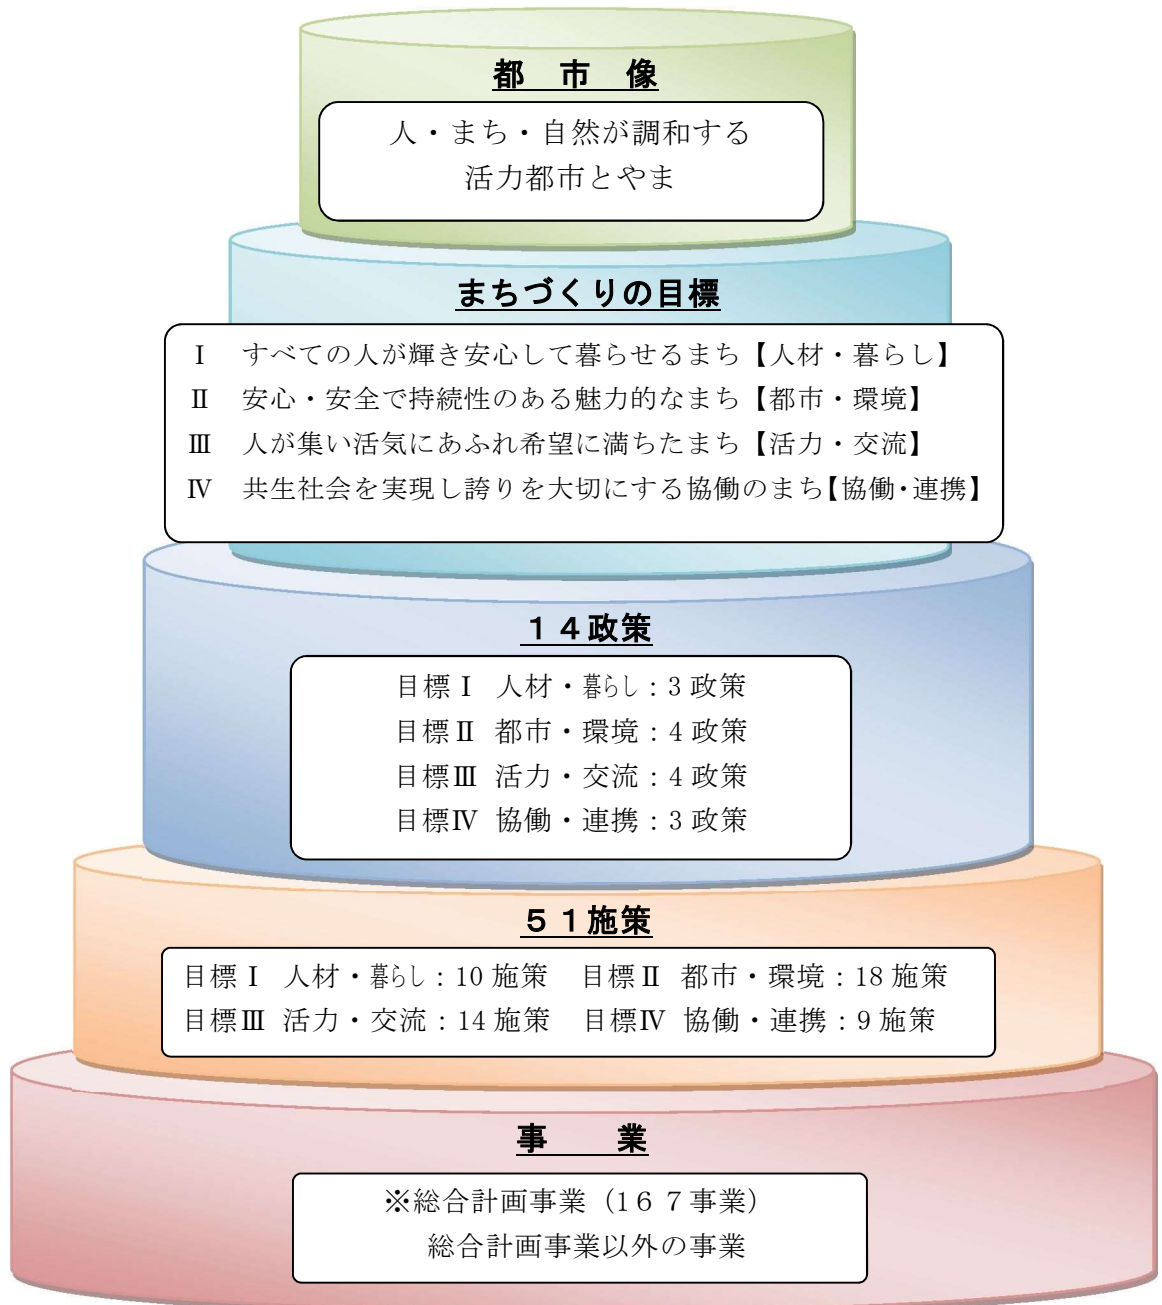 都　市　像
人・まち・自然が調和する
活力都市とやま
まちづくりの目標
Ⅰ　すべての人が輝き安心して暮らせるまち【人材・暮らし】
Ⅱ　安心・安全で持続性のある魅力的なまち【都市・環境】
Ⅲ　人が集い活気にあふれ希望に満ちたまち【活力・交流】
Ⅳ　共生社会を実現し誇りを大切にする協働のまち【協働・連携】
１４政策
目標Ⅰ 人材・暮らし：3 政策
目標Ⅱ 都市・環境：4 政策
目標Ⅲ 活力・交流：4 政策
目標Ⅳ 協働・連携：3 政策
５１施策
目標Ⅰ 人材・暮らし：10 施策　目標Ⅱ 都市・環境：18 施策
目標Ⅲ 活力・交流：14 施策　目標Ⅳ 協働・連携：9 施策
事　業
※総合計画事業（1６７事業）
総合計画事業以外の事業